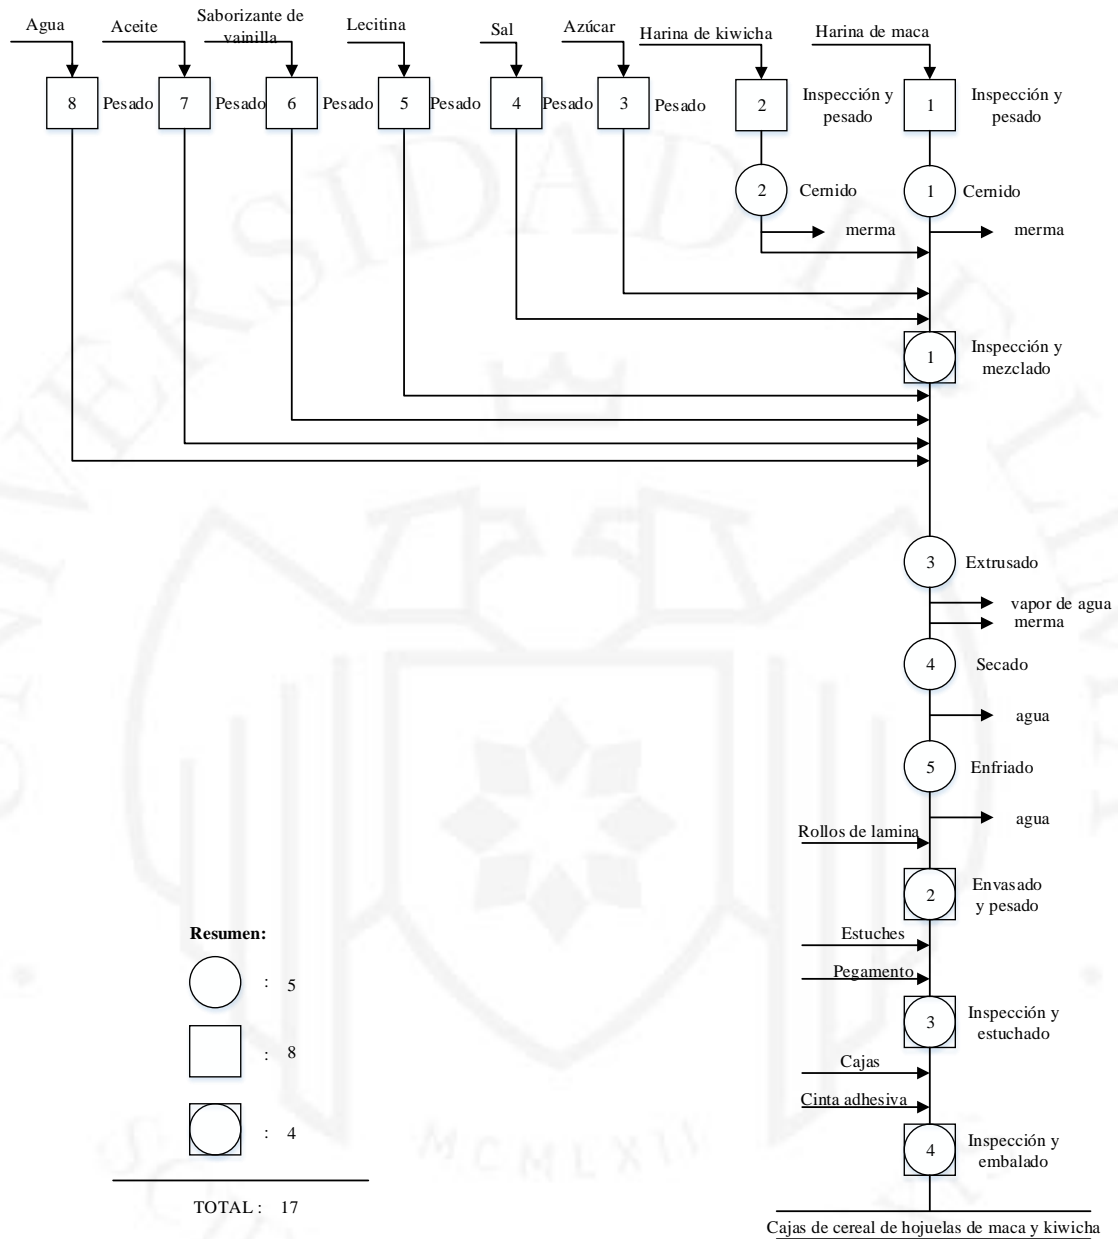 Agua
Aceite
Saborizante de
vainilla
Lecitina
Sal
Azúcar
Harina de kiwicha
Harina de maca
8
Pesado
7
Pesado
6
Pesado
5
Pesado
4
Pesado
3
Pesado
2
Inspección y
pesado
1
Inspección y
pesado
2
Cernido
1
Cernido
merma
merma
1
Inspección y
mezclado
3
Extrusado
vapor de agua
merma
4
Secado
agua
5
Enfriado
agua
Rollos de lamina
2
Envasado
y pesado
Estuches
Pegamento
3
Inspección y
estuchado
Cajas
Cinta adhesiva
4
Inspección y
embalado
Cajas de cereal de hojuelas de maca y kiwicha
Resumen:
: 5
: 8
: 4
TOTAL : 17
UNIVERSIDAD DE LIMA
MCMLXII